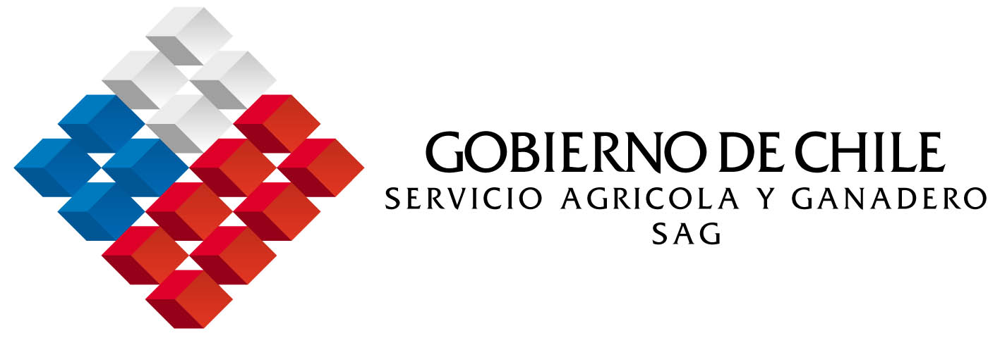 GOBIERNO DE CHILE
SERVICIO AGRICOLA Y GANADERO
SAG